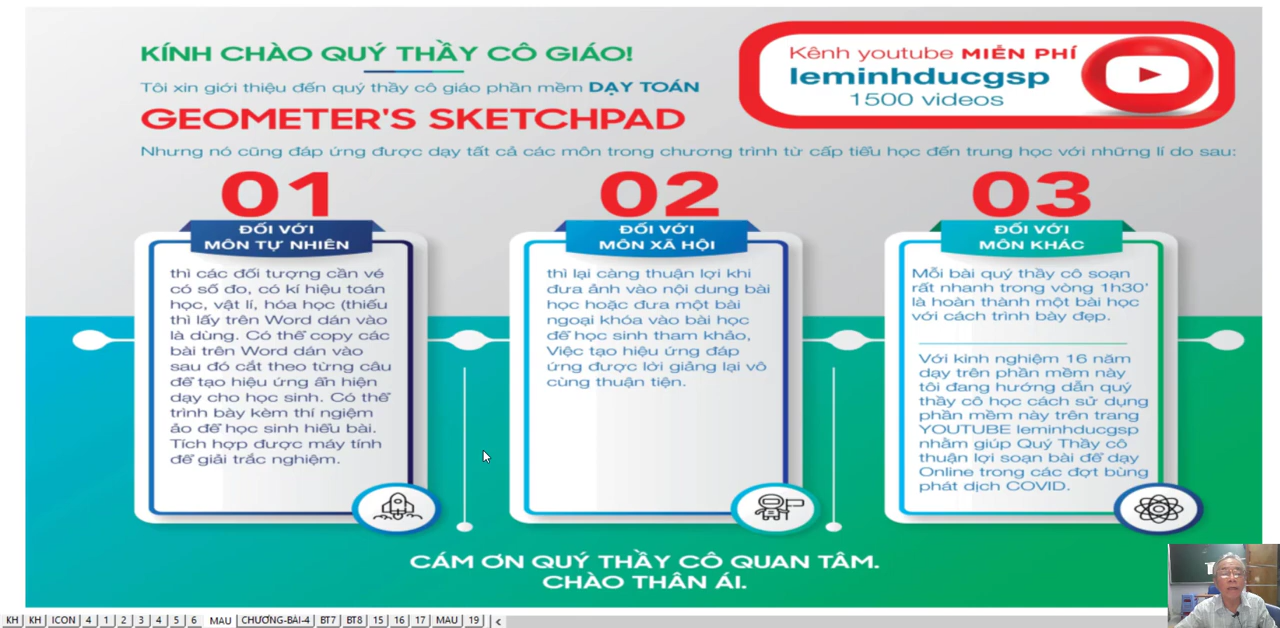 KÍNH CHÀO QUÝ THẦY CÔ GIÁO!
Tôi xin giới thiệu đến quý thầy cô giáo phần mềm DẠY TOÁN
GEOMETER'S SKETCHPAD
Nhưng nó cũng đáp ứng được dạy tất cả các môn trong chương trình từ cấp tiểu học đến trung học với những lí do sau:
Kênh youtube MIỄN PHÍ
leminhducgsp
1500 videos
01
ĐỐI VỚI
MÔN TỰ NHIÊN
thì các đối tượng cần vẽ
có số đo, có kí hiệu toán
học, vật lí, hóa học (thiếu
thì lấy trên Word dán vào
là dùng. Có thể copy các
bài trên Word dán vào
sau đó cắt theo từng câu
để tạo hiệu ứng ẩn hiện
dạy cho học sinh. Có thể
trình bày kèm thí ngiệm
ảo để học sinh hiểu bài.
Tích hợp được máy tính
để giải trắc nghiệm.
02
ĐỐI VỚI
MÔN XÃ HỘI
thì lại càng thuận lợi khi
đưa ảnh vào nội dung bài
học hoặc đưa một bài
ngoại khóa vào bài học
để học sinh tham khảo,
Việc tạo hiệu ứng đáp
ứng được lời giảng lại vô
cùng thuận tiện.
03
ĐỐI VỚI
MÔN KHÁC
Mỗi bài quý thầy cô soạn
rất nhanh trong vòng 1h30'
là hoàn thành một bài học
với cách trình bày đẹp.
Với kinh nghiệm 16 năm
dạy trên phần mềm này
tôi đang hướng dẫn quý
thầy cô học cách sử dụng
phần mềm này trên trang
YOUTUBE leminhducgsp
nhằm giúp Quý Thầy cô
thuận lợi soạn bài để dạy
Online trong các đợt bùng
phát dịch COVID.
CÁM ƠN QUÝ THẦY CÔ QUAN TÂM.
CHÀO THÂN ÁI.
KH KH ICON 4 1 2 3 4 5 6 MAU CHƯƠNG-BÀI-4 BT7 BT8 15 16 17 MAU 19